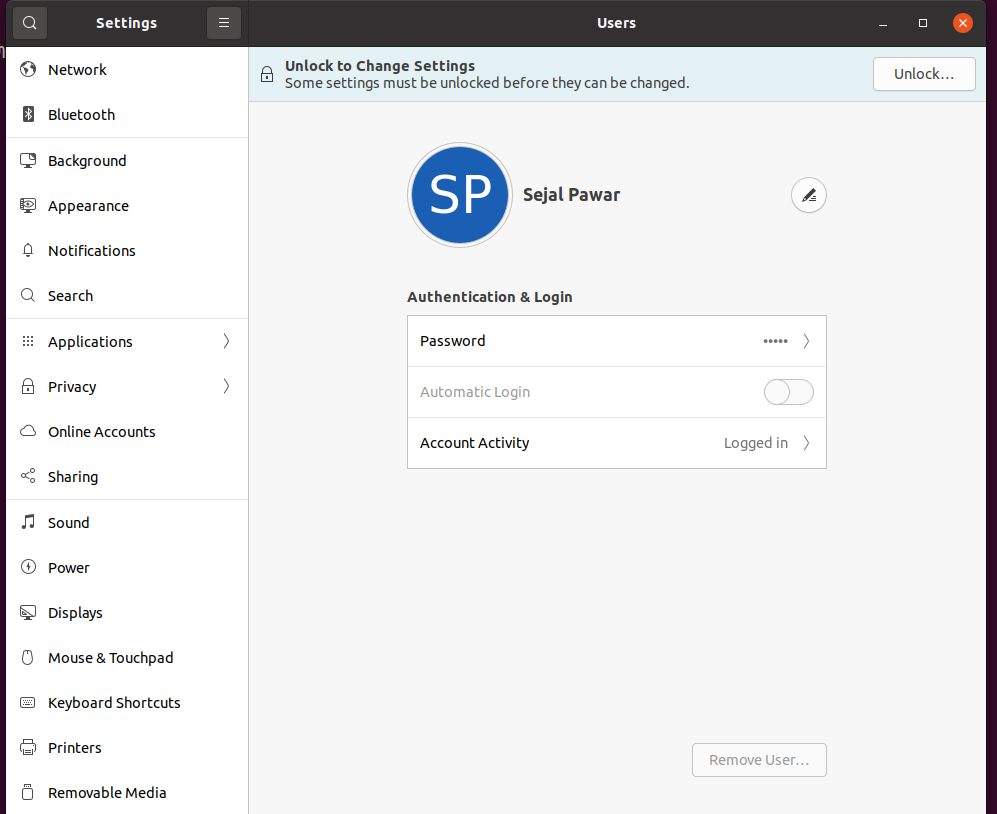 Settings
Users
Network
Bluetooth
Background
Appearance
Notifications
Search
Applications
Privacy
Online Accounts
Sharing
Sound
Power
Displays
Mouse & Touchpad
Keyboard Shortcuts
Printers
Removable Media
Unlock to Change Settings
Some settings must be unlocked before they can be changed.
Unlock...
SP
Sejal Pawar
Authentication & Login
Password •••••
Automatic Login
Account Activity Logged in
Remove User...